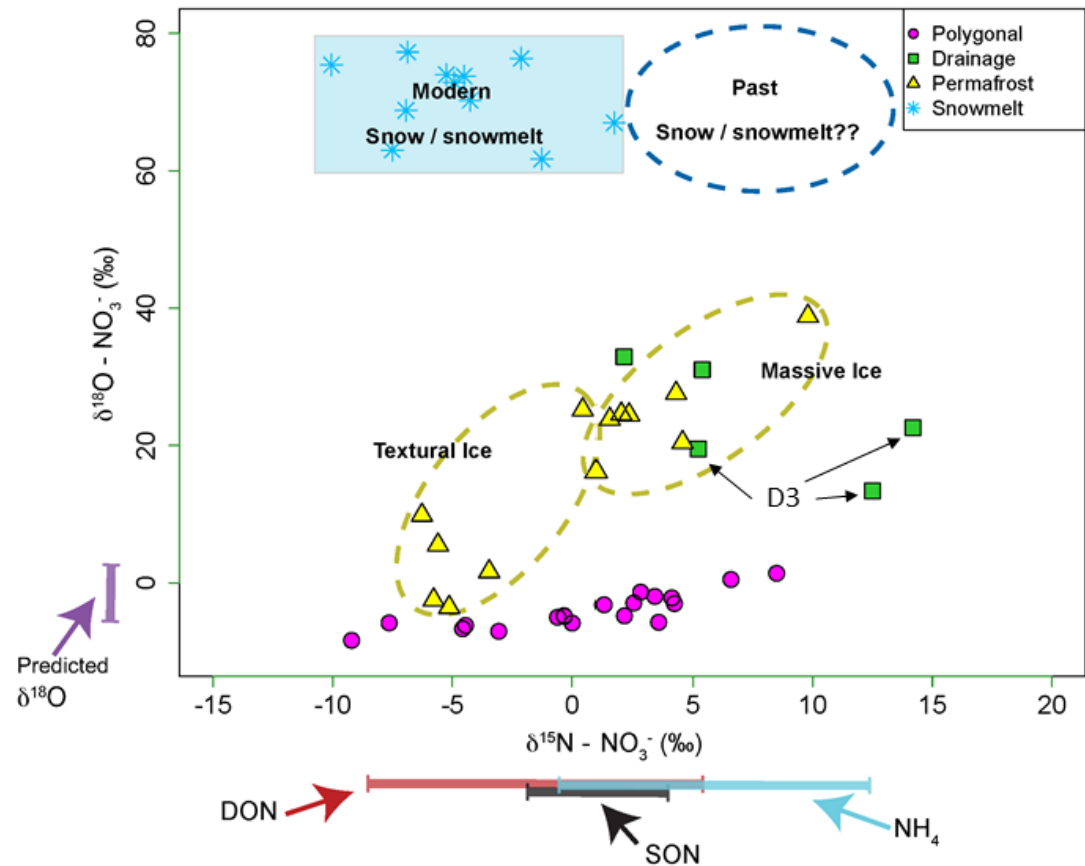 80
60
40
20
0
δ¹⁸O - NO₃⁻ (‰)
Polygonal
Drainage
Permafrost
Snowmelt
Modern
Snow / snowmelt
Past
Snow / snowmelt??
Massive Ice
Textural Ice
D3
Predicted
δ¹⁸O
-15 -10 -5 0 5 10 15 20
δ¹⁵N - NO₃⁻ (‰)
DON
SON
NH₄